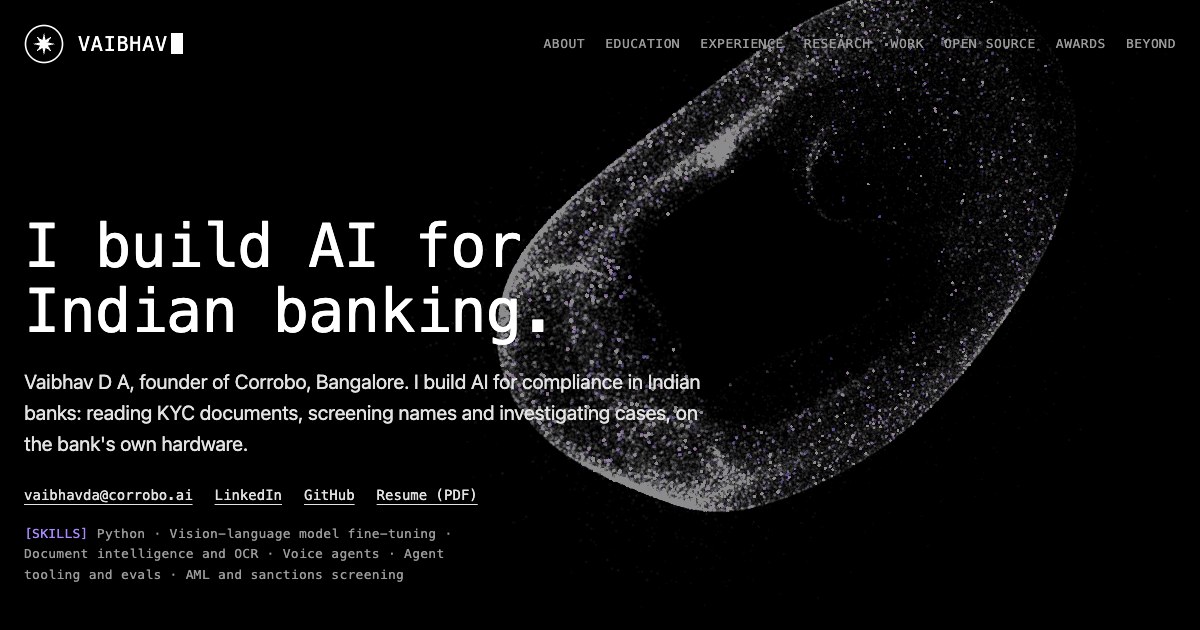 VAIBHAV
ABOUT EDUCATION EXPERIENCE RESEARCH WORK OPEN SOURCE AWARDS BEYOND
I build AI for
Indian banking.
Vaibhav D A, founder of Corrobo, Bangalore. I build AI for compliance in Indian
banks: reading KYC documents, screening names and investigating cases, on
the bank's own hardware.
vaibhavda@corrobo.ai LinkedIn GitHub Resume (PDF)
[SKILLS] Python · Vision-language model fine-tuning ·
Document intelligence and OCR · Voice agents · Agent
tooling and evals · AML and sanctions screening